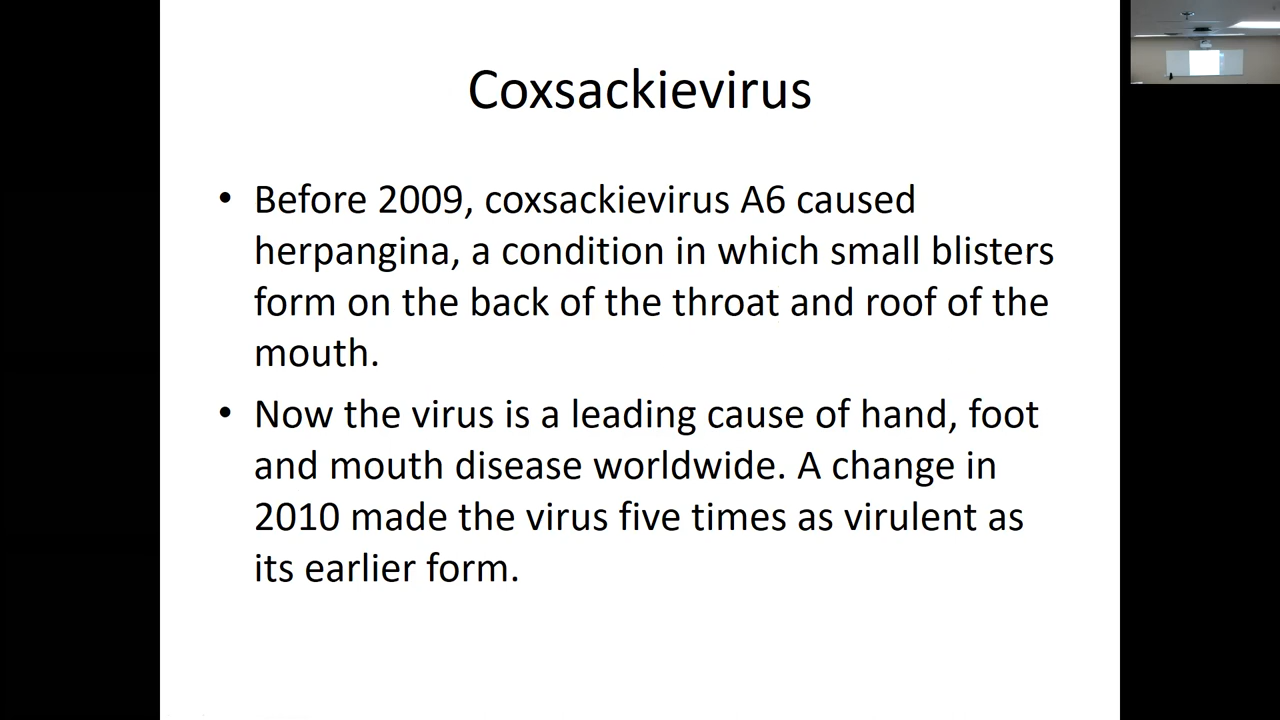 Coxsackievirus
• Before 2009, coxsackievirus A6 caused
herpangina, a condition in which small blisters
form on the back of the throat and roof of the
mouth.
• Now the virus is a leading cause of hand, foot
and mouth disease worldwide. A change in
2010 made the virus five times as virulent as
its earlier form.